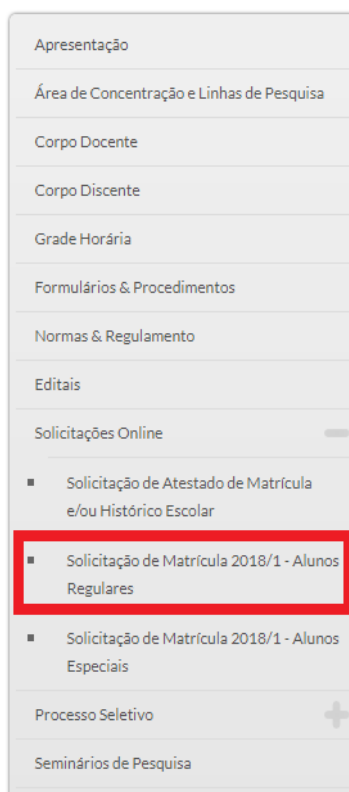 Apresentação
Área de Concentração e Linhas de Pesquisa
Corpo Docente
Corpo Discente
Grade Horária
Formulários & Procedimentos
Normas & Regulamento
Editais
Solicitações Online
Solicitação de Atestado de Matrícula
e/ou Histórico Escolar
Solicitação de Matrícula 2018/1 - Alunos
Regulares
Solicitação de Matrícula 2018/1 - Alunos
Especiais
Processo Seletivo
Seminários de Pesquisa